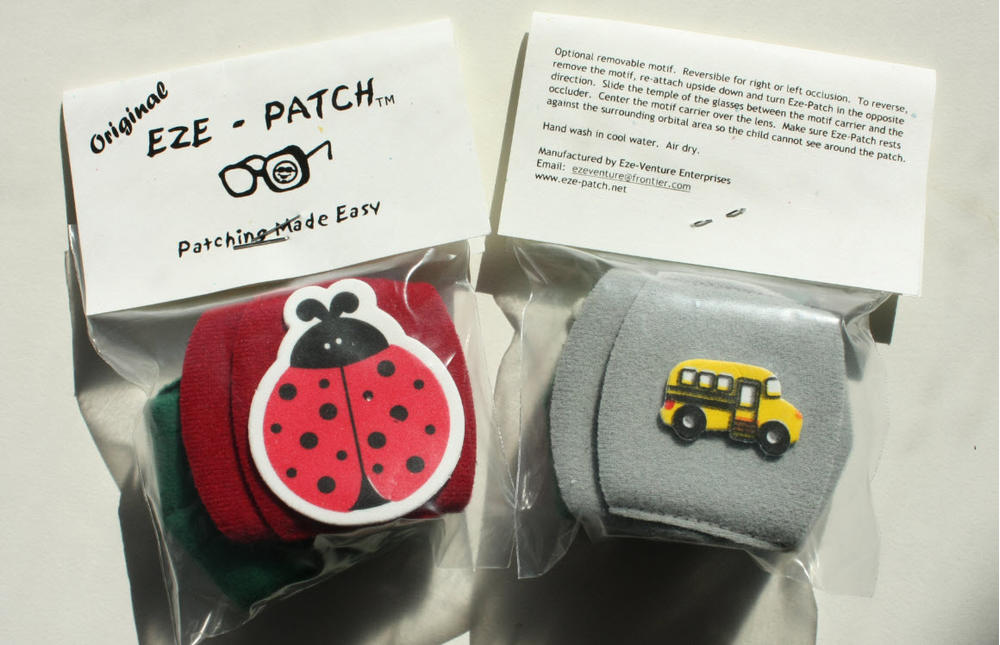 Original
EZE - PATCH TM
Patching Made Easy
Optional removable motif. Reversible for right or left occlusion. To reverse,
remove the motif, re-attach upside down and turn Eze-Patch in the opposite
direction. Slide the temple of the glasses between the motif carrier and the
occluder. Center the motif carrier over the lens. Make sure Eze-Patch rests
against the surrounding orbital area so the child cannot see around the patch.
Hand wash in cool water. Air dry.
Manufactured by Eze-Venture Enterprises
Email: ezeventure@frontier.com
www.eze-patch.net